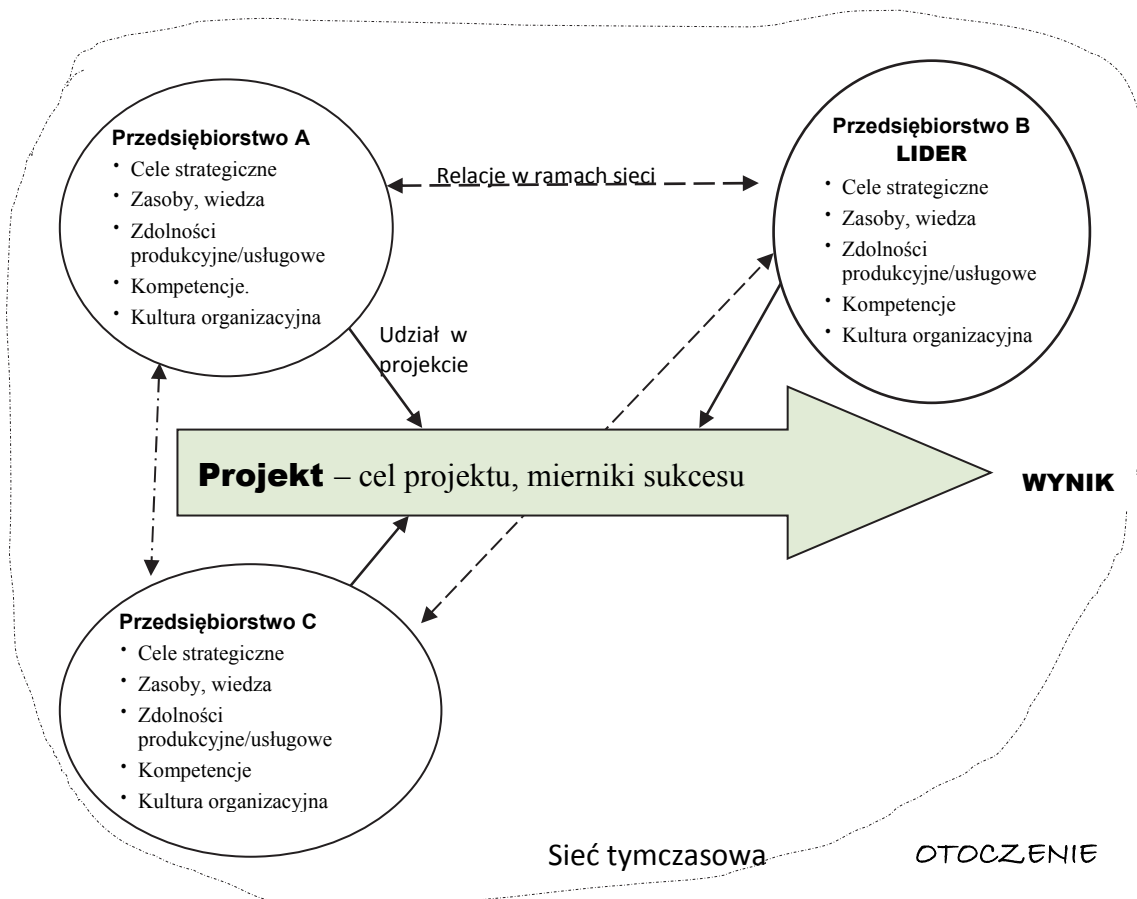 Przedsiębiorstwo A
• Cele strategiczne
• Zasoby, wiedza
• Zdolności
produkcyjne/usługowe
• Kompetencje.
• Kultura organizacyjna
Relacje w ramach sieci
Przedsiębiorstwo B
LIDER
• Cele strategiczne
• Zasoby, wiedza
• Zdolności
produkcyjne/usługowe
• Kompetencje
• Kultura organizacyjna
Udział w
projekcie
Projekt – cel projektu, mierniki sukcesu
WYNIK
Przedsiębiorstwo C
• Cele strategiczne
• Zasoby, wiedza
• Zdolności
produkcyjne/usługowe
• Kompetencje
• Kultura organizacyjna
Sieć tymczasowa
OTOCZENIE